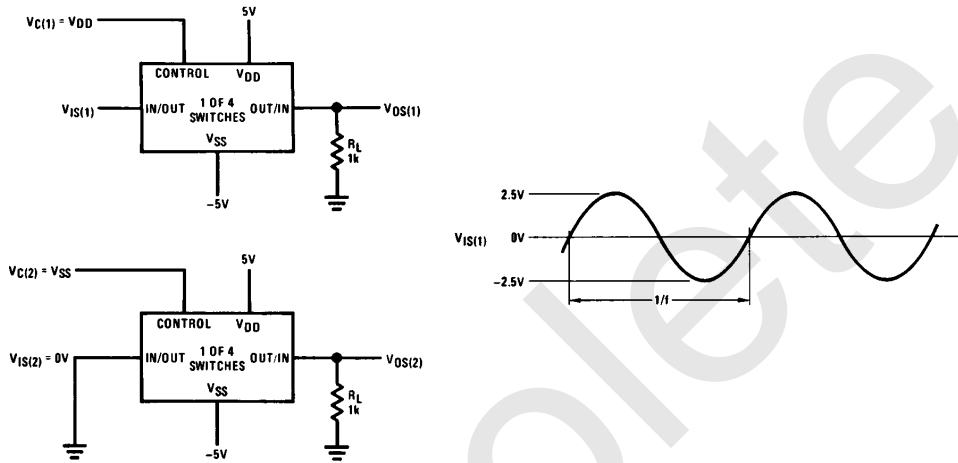 VC(1) = VDD
5V
CONTROL
VDD
VIS(1)
IN/OUT
1 OF 4
SWITCHES
OUT/IN
VOS(1)
VSS
RL
1k
-5V
VC(2) = VSS
5V
CONTROL
VDD
VIS(2) = 0V
IN/OUT
1 OF 4
SWITCHES
OUT/IN
VOS(2)
VSS
RL
1k
-5V
2.5V
VIS(1)
0V
-2.5V
1/f
plete